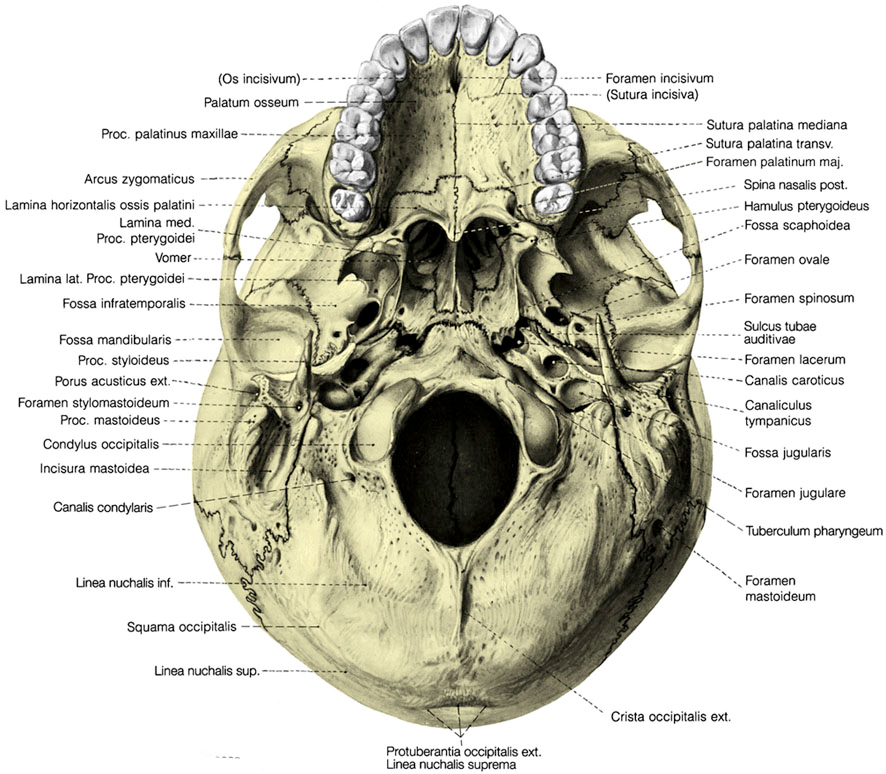 (Os incisivum)
Palatum osseum
Proc. palatinus maxillae
Arcus zygomaticus
Lamina horizontalis ossis palatini
Lamina med.
Proc. pterygoidei
Vomer
Lamina lat. Proc. pterygoidei
Fossa infratemporalis
Fossa mandibularis
Proc. styloideus
Porus acusticus ext.
Foramen stylomastoideum
Proc. mastoideus
Condylus occipitalis
Incisura mastoidea
Canalis condylaris
Linea nuchalis inf.
Squama occipitalis
Linea nuchalis sup.
Foramen incisivum
(Sutura incisiva)
Sutura palatina mediana
Sutura palatina transv.
Foramen palatinum maj.
Spina nasalis post.
Hamulus pterygoideus
Fossa scaphoidea
Foramen ovale
Foramen spinosum
Sulcus tubae
auditivae
Foramen lacerum
Canalis caroticus
Canaliculus
tympanicus
Fossa jugularis
Foramen jugulare
Tuberculum pharyngeum
Foramen
mastoideum
Crista occipitalis ext.
Protuberantia occipitalis ext.
Linea nuchalis suprema